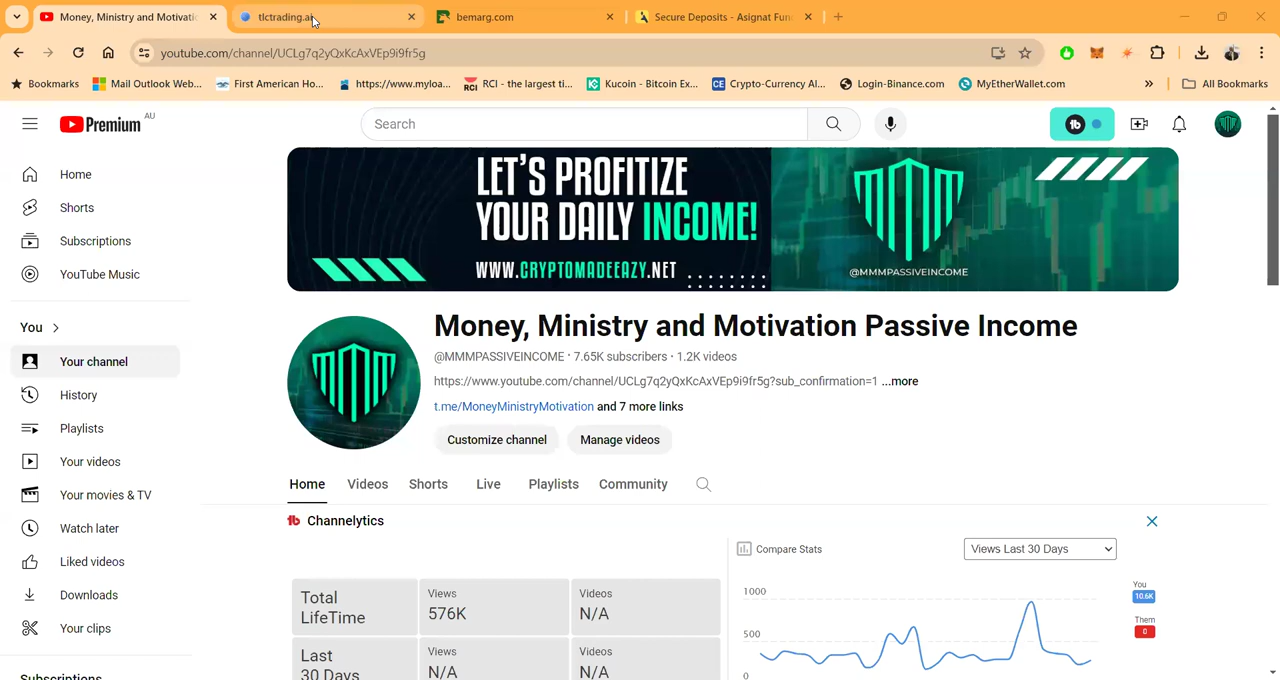 Money, Ministry and Motivatio
tlctrading.ai
bemarg.com
Secure Deposits - Asignat Fun
youtube.com/channel/UCLg7q2yQxKcAxVEp9i9fr5g
Bookmarks
Mail Outlook Web...
First American Ho...
https://www.myloa...
RCI - the largest ti...
Kucoin - Bitcoin Ex...
Crypto-Currency Al...
Login-Binance.com
MyEtherWallet.com
»
All Bookmarks
Premium AU
Search
LET'S PROFITIZE
YOUR DAILY INCOME!
WWW.CRYPTOMADEEAZY.NET
@MMMPASSIVEINCOME
Home
Shorts
Subscriptions
YouTube Music
You
Your channel
History
Playlists
Your videos
Your movies & TV
Watch later
Liked videos
Downloads
Your clips
Subscriptions
Money, Ministry and Motivation Passive Income
@MMMPASSIVEINCOME · 7.65K subscribers · 1.2K videos
https://www.youtube.com/channel/UCLg7q2yQxKcAxVEp9i9fr5g?sub_confirmation=1 ...more
t.me/MoneyMinistryMotivation and 7 more links
Customize channel
Manage videos
Home
Videos
Shorts
Live
Playlists
Community
Channelytics
Compare Stats
Views Last 30 Days
Total
LifeTime
Views
576K
Videos
N/A
Last
30 Days
Views
N/A
Videos
N/A
1000
500
0
You
10.6K
Them
0